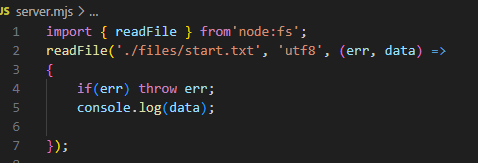 JS server.mjs > ...
1 import { readFile } from'node:fs';
2 readFile('./files/start.txt', 'utf8', (err, data) =>
3 {
4     if(err) throw err;
5     console.log(data);
6
7 });